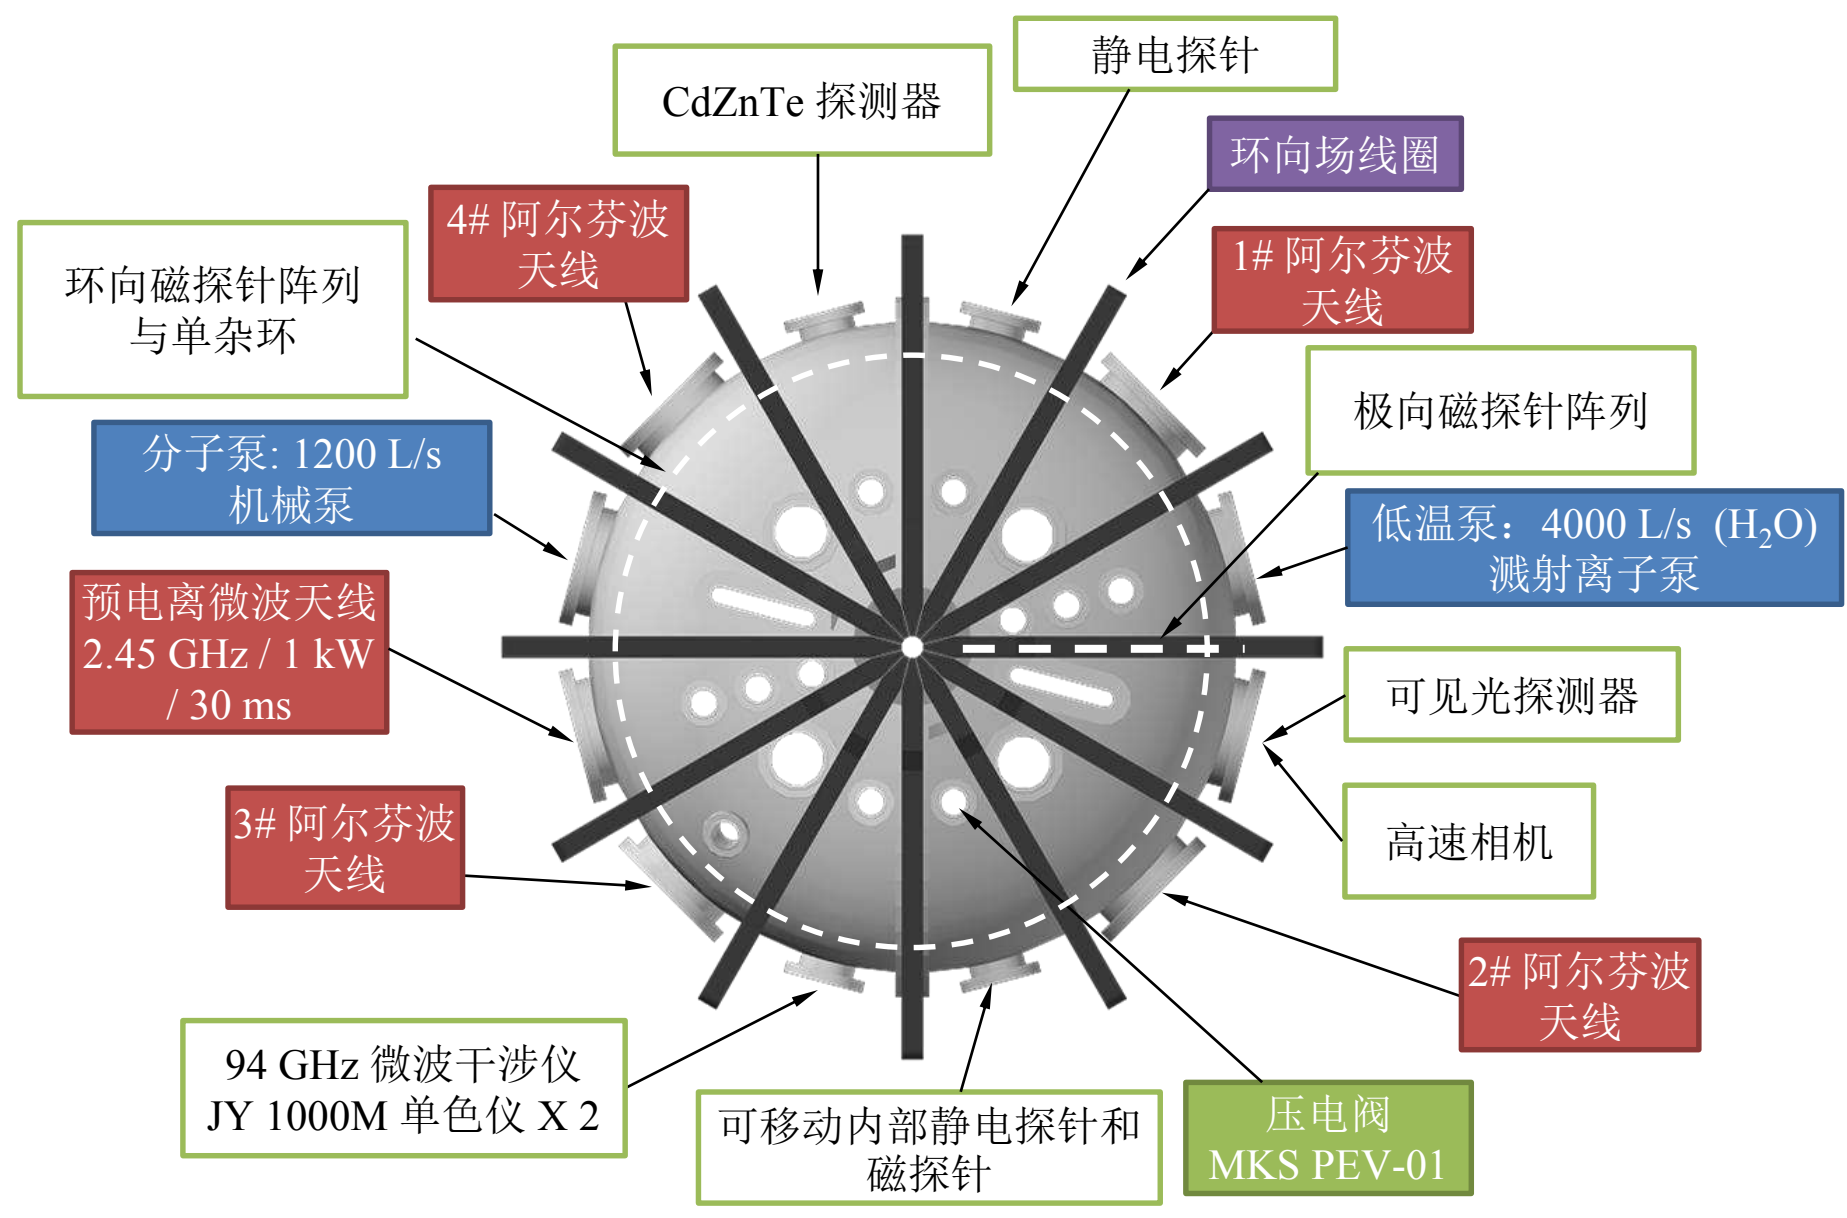 静电探针
CdZnTe 探测器
环向场线圈
4# 阿尔芬波
天线
1# 阿尔芬波
天线
环向磁探针阵列
与单杂环
极向磁探针阵列
分子泵: 1200 L/s
机械泵
低温泵：4000 L/s (H₂O)
溅射离子泵
预电离微波天线
2.45 GHz / 1 kW
/ 30 ms
可见光探测器
3# 阿尔芬波
天线
高速相机
2# 阿尔芬波
天线
94 GHz 微波干涉仪
JY 1000M 单色仪 X 2
可移动内部静电探针和
磁探针
压电阀
MKS PEV-01